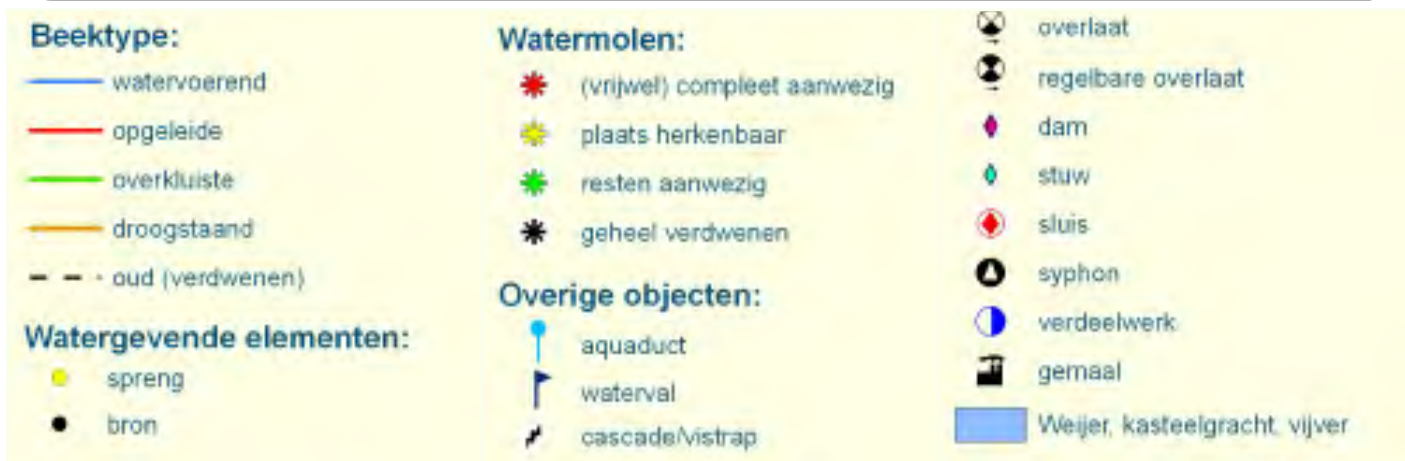 Beektype:
watervoerend
opgeleide
overkluiste
droogstaand
oud (verdwenen)
Watergevende elementen:
spreng
bron
Watermolen:
(vrijwel) compleet aanwezig
plaats herkenbaar
resten aanwezig
geheel verdwenen
Overige objecten:
aquaduct
waterval
cascade/vistrap
overlaat
regelbare overlaat
dam
stuw
sluis
syphon
verdeelwerk
gemaal
Weijer, kasteelgracht, vijver